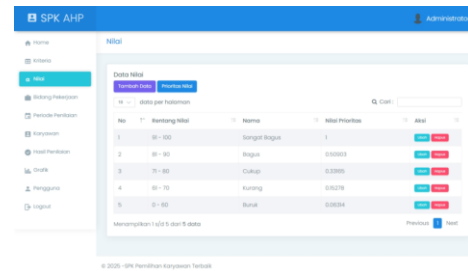 SPK AHP
Administrator
Home
Kriteria
Nilai
Bidang Pekerjaan
Periode Penilaian
Karyawan
Hasil Penilaian
Grafik
Pengguna
Logout
Nilai
Data Nilai
Tambah Data Prioritas Nilai
10 data per halaman
Cari :
No Rentang Nilai Nama Nilai Prioritas Aksi
1 91 - 100 Sangat Bagus 1
2 81 - 90 Bagus
3 71 - 80 Cukup
4 61 - 70 Kurang 0.15278
5 0 - 60 Buruk
Menampilkan 1 s/d 5 dari 5 data
Previous 1 Next
© 2025 - SPK Pemilihan Karyawan Terbaik